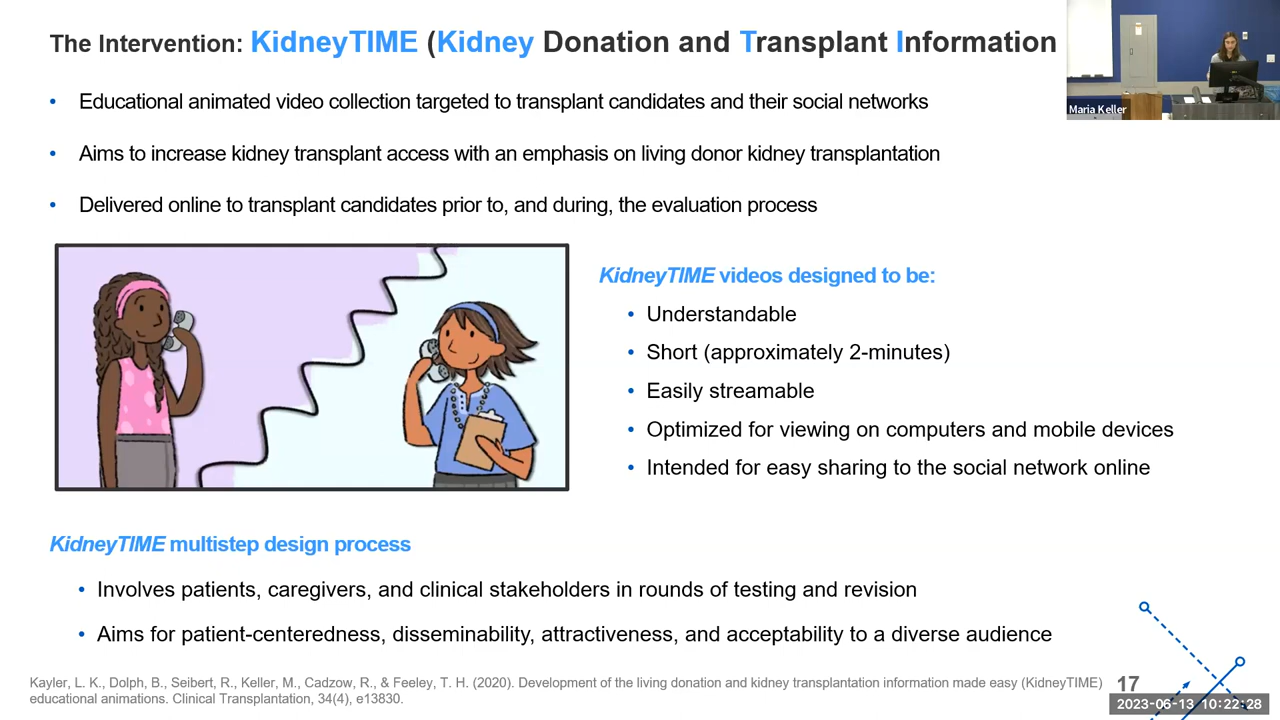 The Intervention: KidneyTIME (Kidney Donation and Transplant Information
Maria Keller
• Educational animated video collection targeted to transplant candidates and their social networks
• Aims to increase kidney transplant access with an emphasis on living donor kidney transplantation
• Delivered online to transplant candidates prior to, and during, the evaluation process
KidneyTIME videos designed to be:
• Understandable
• Short (approximately 2-minutes)
• Easily streamable
• Optimized for viewing on computers and mobile devices
• Intended for easy sharing to the social network online
KidneyTIME multistep design process
• Involves patients, caregivers, and clinical stakeholders in rounds of testing and revision
• Aims for patient-centeredness, disseminability, attractiveness, and acceptability to a diverse audience
Kayler, L. K., Dolph, B., Seibert, R., Keller, M., Cadzow, R., & Feeley, T. H. (2020). Development of the living donation and kidney transplantation information made easy (KidneyTIME)
educational animations. Clinical Transplantation, 34(4), e13830.
17
2023-06-13 10:22:28